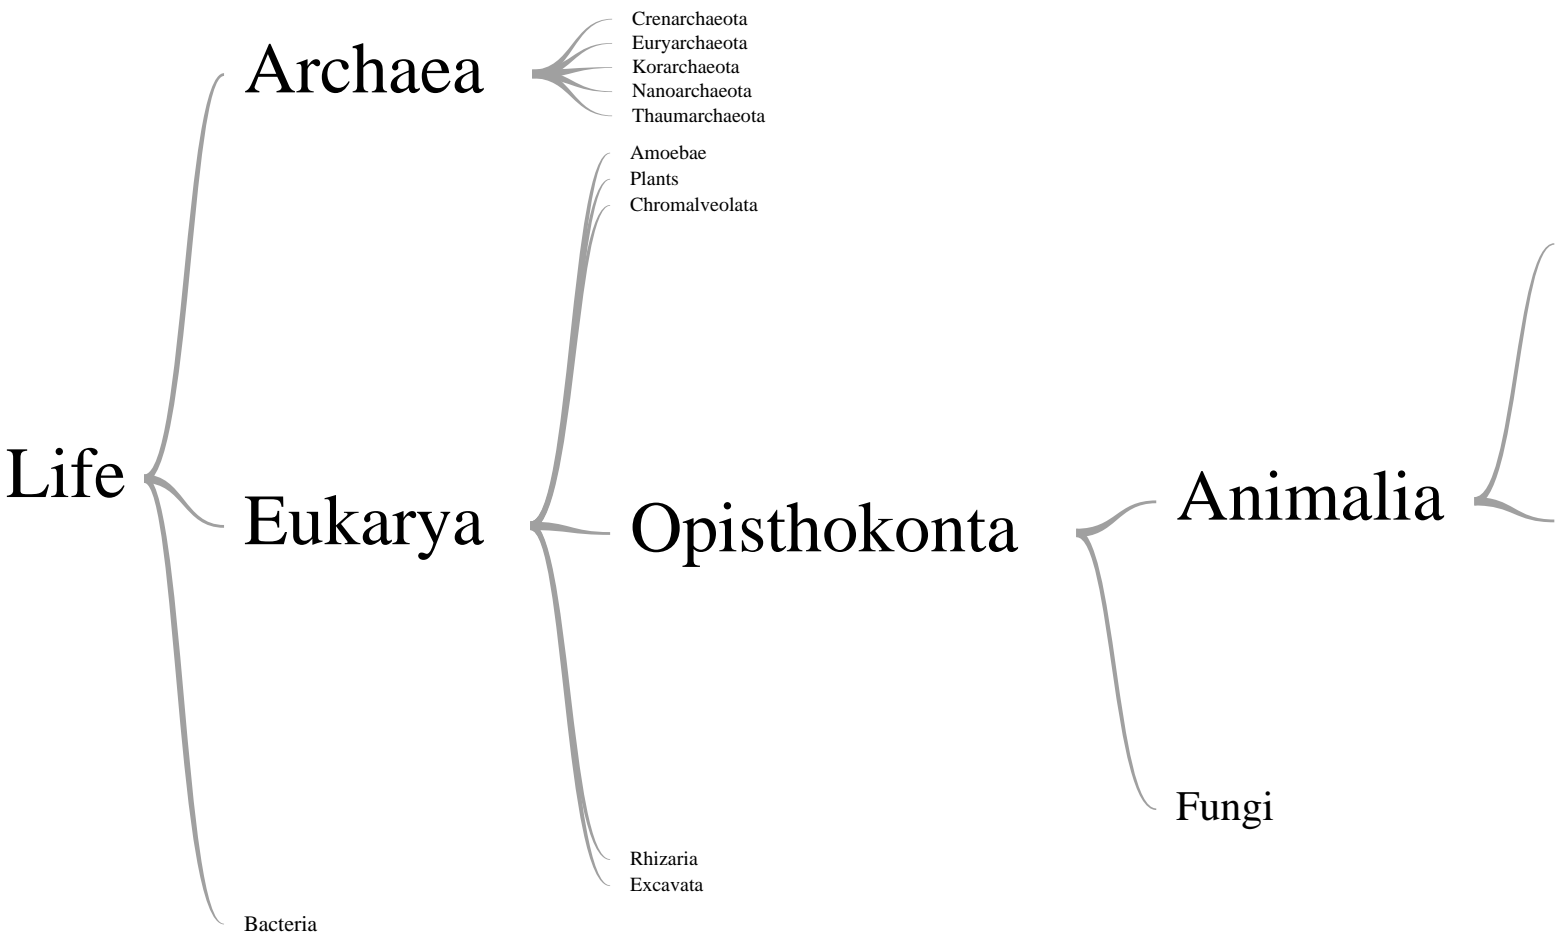 Life
Archaea
Crenarchaeota
Euryarchaeota
Korarchaeota
Nanoarchaeota
Thaumarchaeota
Eukarya
Amoebae
Plants
Chromalveolata
Opisthokonta
Animalia
Fungi
Rhizaria
Excavata
Bacteria